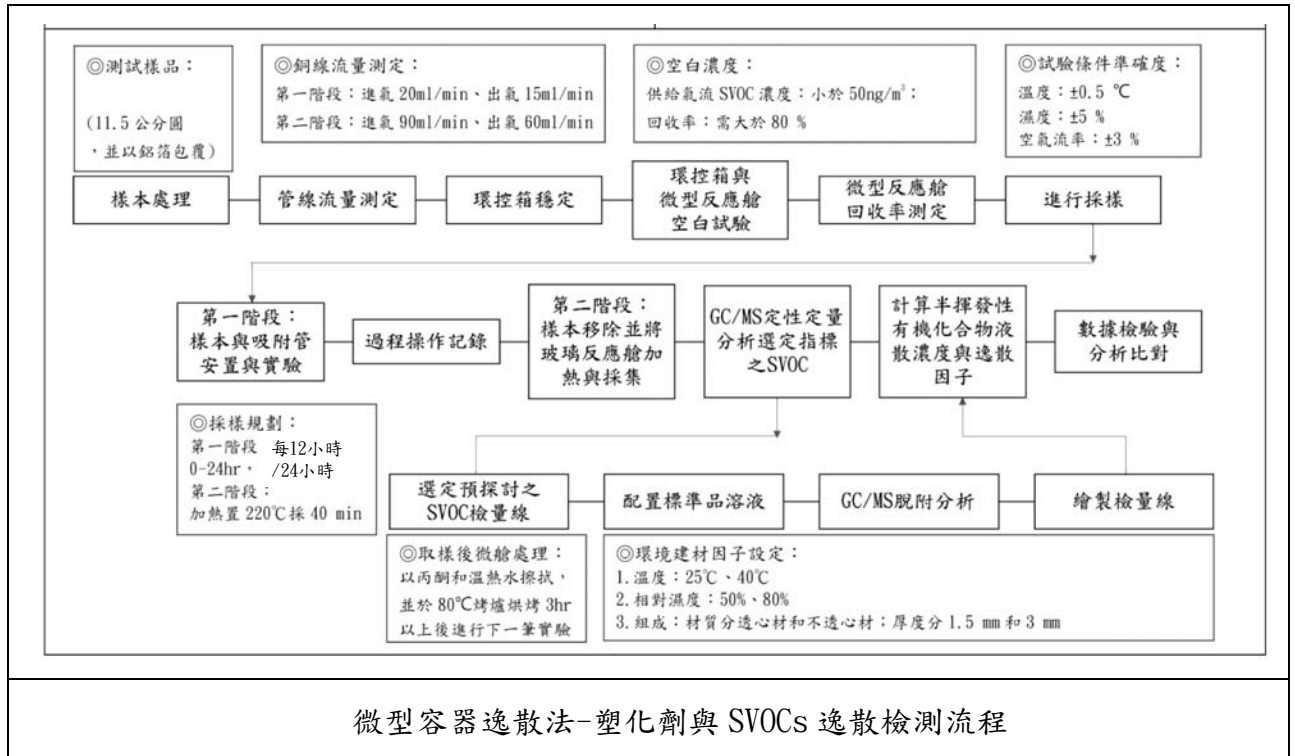 ◎測試樣品：
(11.5 公分圓
，並以鋁箔包覆)
◎銅線流量測定：
第一階段：進氣 20ml/min、出氣 15ml/min
第二階段：進氣 90ml/min、出氣 60ml/min
◎空白濃度：
供給氣流 SVOC 濃度：小於 50ng/m³；
回收率：需大於 80 %
◎試驗條件準確度：
溫度：±0.5 ℃
濕度：±5 %
空氣流率：±3 %
樣本處理
管線流量測定
環控箱穩定
環控箱與
微型反應艙
空白試驗
微型反應艙
回收率測定
進行採樣
第一階段：
樣本與吸附管
安置與實驗
過程操作記錄
第二階段：
樣本移除並將
玻璃反應艙加
熱與採集
GC/MS定性定量
分析選定指標
之SVOC
計算半揮發性
有機化合物液
散濃度與逸散
因子
數據檢驗與
分析比對
◎採樣規劃：
第一階段 每12小時
0-24hr， /24小時
第二階段：
加熱置 220℃採 40 min
選定預探討之
SVOC檢量線
配置標準品溶液
GC/MS脫附分析
繪製檢量線
◎取樣後微艙處理：
以丙酮和溫熱水擦拭，
並於 80℃烤爐烘烤 3hr
以上後進行下一筆實驗
◎環境建材因子設定：
1.溫度：25℃、40℃
2.相對濕度：50%、80%
3.組成：材質分透心材和不透心材；厚度分 1.5 mm 和 3 mm
微型容器逸散法-塑化劑與 SVOCs 逸散檢測流程